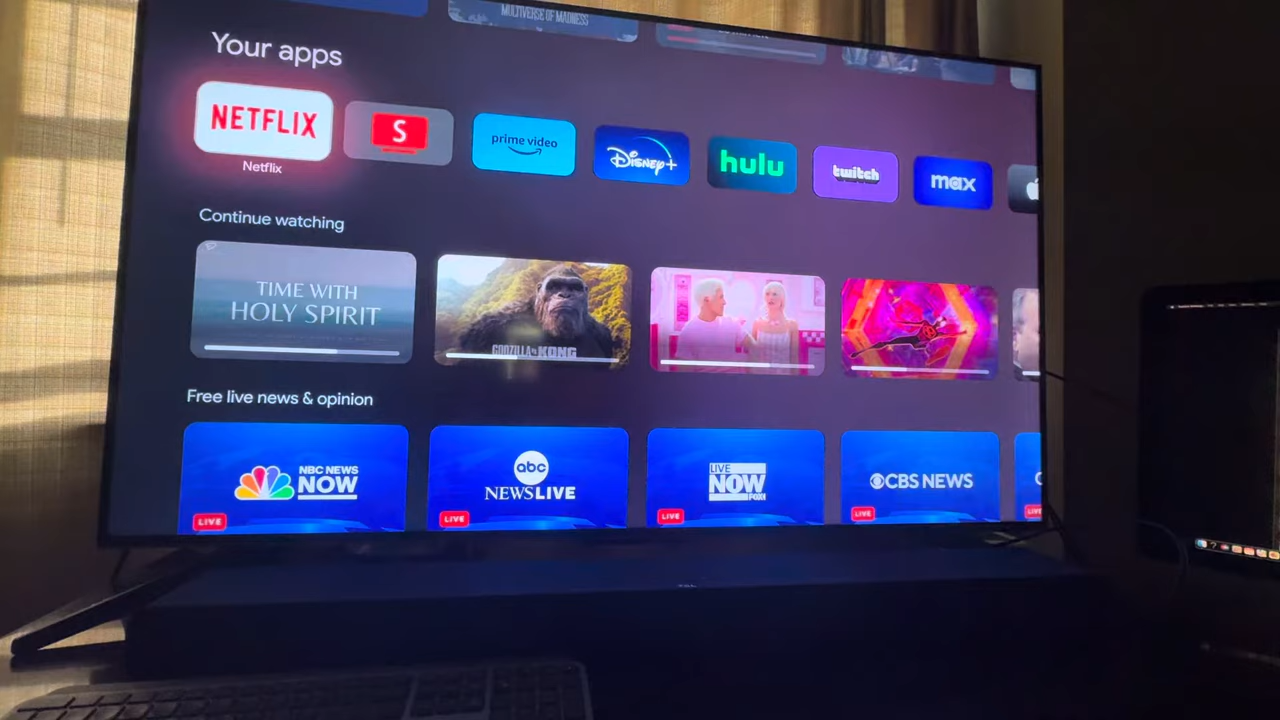 MULTIVERSE OF MADNESS
Your apps
NETFLIX
S
prime video
Disney+
hulu
twitch
max
Netflix
Continue watching
TIME WITH
HOLY SPIRIT
GODZILLA
KONG
Free live news & opinion
NBC NEWS
NOW
LIVE
abc
NEWSLIVE
LIVE
LIVE
NOW
FOX
LIVE
CBS NEWS
LIVE
LIVE
TCL